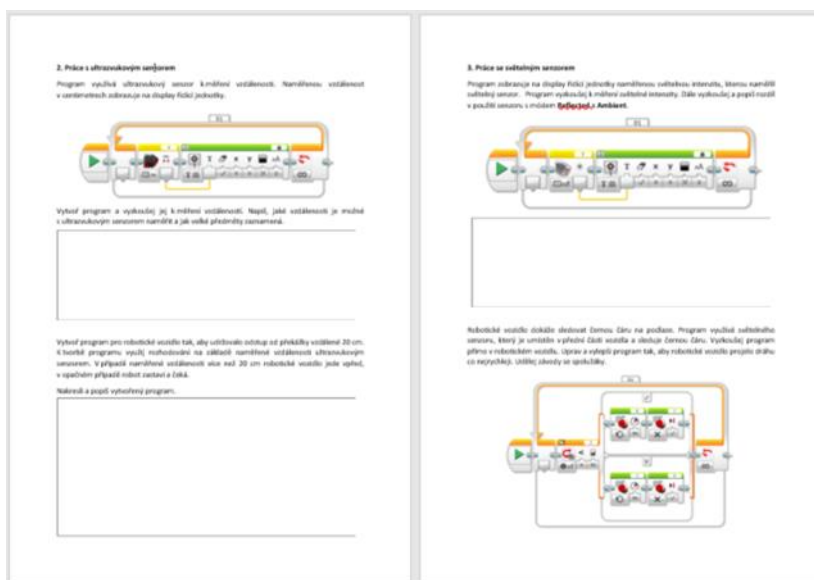 2. Práce s ultrazvukovým senzorem
Program využívá ultrazvukový senzor k měření vzdálenosti. Naměřenou vzdálenost
v centimetrech zobrazuje na display řídící jednotky.
01
Vytvoř program a vyzkoušej jej k měření vzdálenosti. Napiš, jaké vzdálenosti je možné
s ultrazvukovým senzorem naměřit a jak velké předměty zaznamená.
Vytvoř program pro robotické vozidlo tak, aby udržovalo odstup od překážky vzdálené 20 cm.
K tvorbě programu využij rozhodování na základě naměřené vzdálenosti ultrazvukovým
senzorem. V případě naměřené vzdálenosti více než 20 cm robotické vozidlo jede vpřed,
v opačném případě robot zastaví a čeká.
Nakresli a popiš vytvořený program.
3. Práce se světelným senzorem
Program zobrazuje na display řídící jednotky naměřenou světelnou intenzitu, kterou naměřil
světelný senzor. Program vyzkoušej k měření světelné intenzity. Dále vyzkoušej a popiš rozdíl
v použití senzoru s módem Reflected a Ambient.
01
Robotické vozidlo dokáže sledovat černou čáru na podlaze. Program využívá světelného
senzoru, který je umístěn v přední části vozidla a sleduje černou čáru. Vyzkoušej program
přímo v robotickém vozidlu. Uprav a vylepši program tak, aby robotické vozidlo projelo dráhu
co nejrychleji. Udělej závody se spolužáky.
01